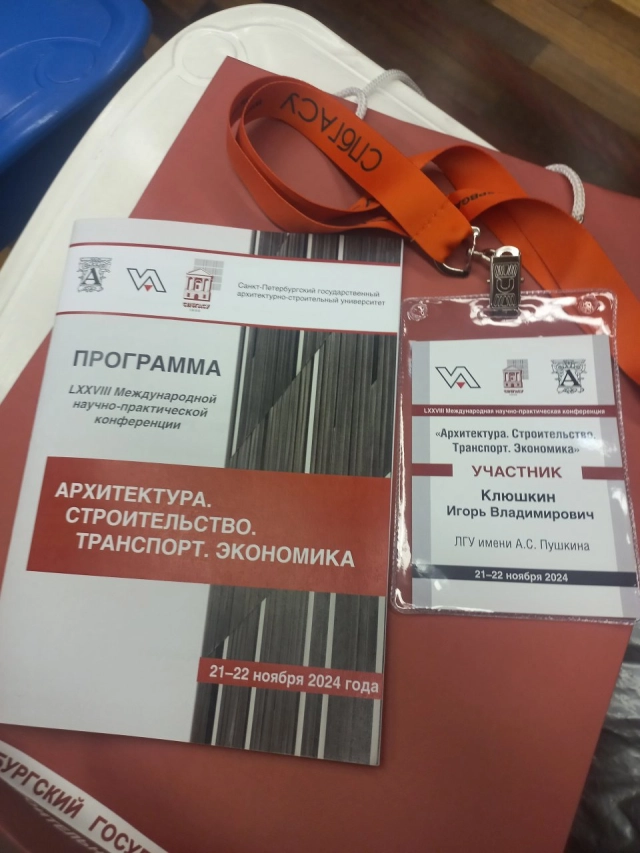 СПбГАСУ
Санкт-Петербургский государственный
архитектурно-строительный университет
ПРОГРАММА
LXXVIII Международной
научно-практической
конференции
АРХИТЕКТУРА.
СТРОИТЕЛЬСТВО.
ТРАНСПОРТ. ЭКОНОМИКА
21–22 ноября 2024 года
LXXVIII Международная научно-практическая конференция
«Архитектура. Строительство.
Транспорт. Экономика»
УЧАСТНИК
Клюшкин
Игорь Владимирович
ЛГУ имени А.С. Пушкина
21–22 ноября 2024
БУРГСКИЙ ГОСУ